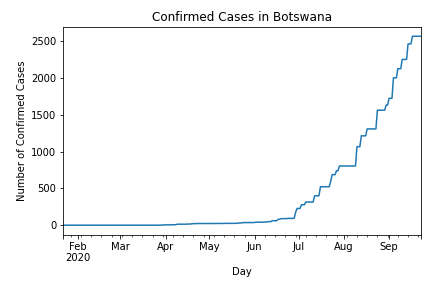 Confirmed Cases in Botswana
Number of Confirmed Cases
2500
2000
1500
1000
500
0
Feb Mar Apr May Jun Jul Aug Sep
2020
Day